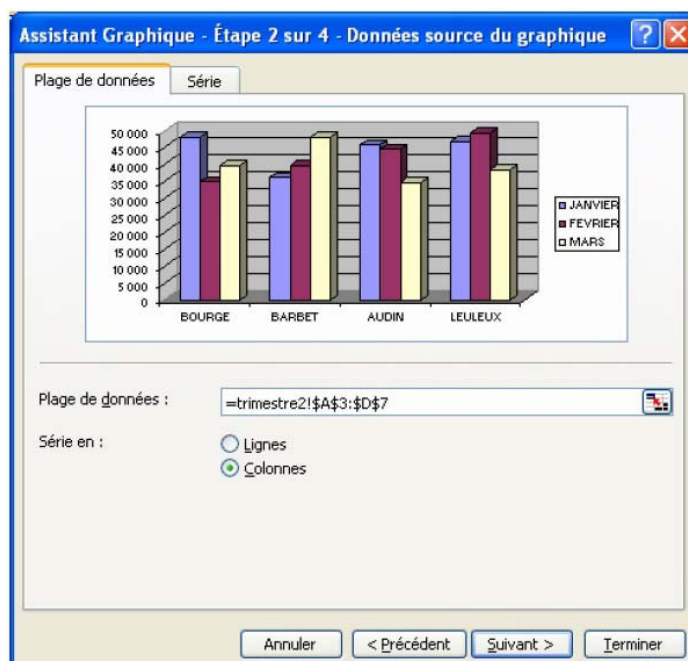 Assistant Graphique - Étape 2 sur 4 - Données source du graphique
Plage de données Série
50 000
45 000
40 000
35 000
30 000
25 000
20 000
15 000
10 000
5 000
0
BOURGE BARBET AUDIN LEULEUX
JANVIER
FEVRIER
MARS
Plage de données : =trimestre2!$A$3:$D$7
Série en : Lignes
Colonnes
Annuler < Précédent Suivant > Terminer